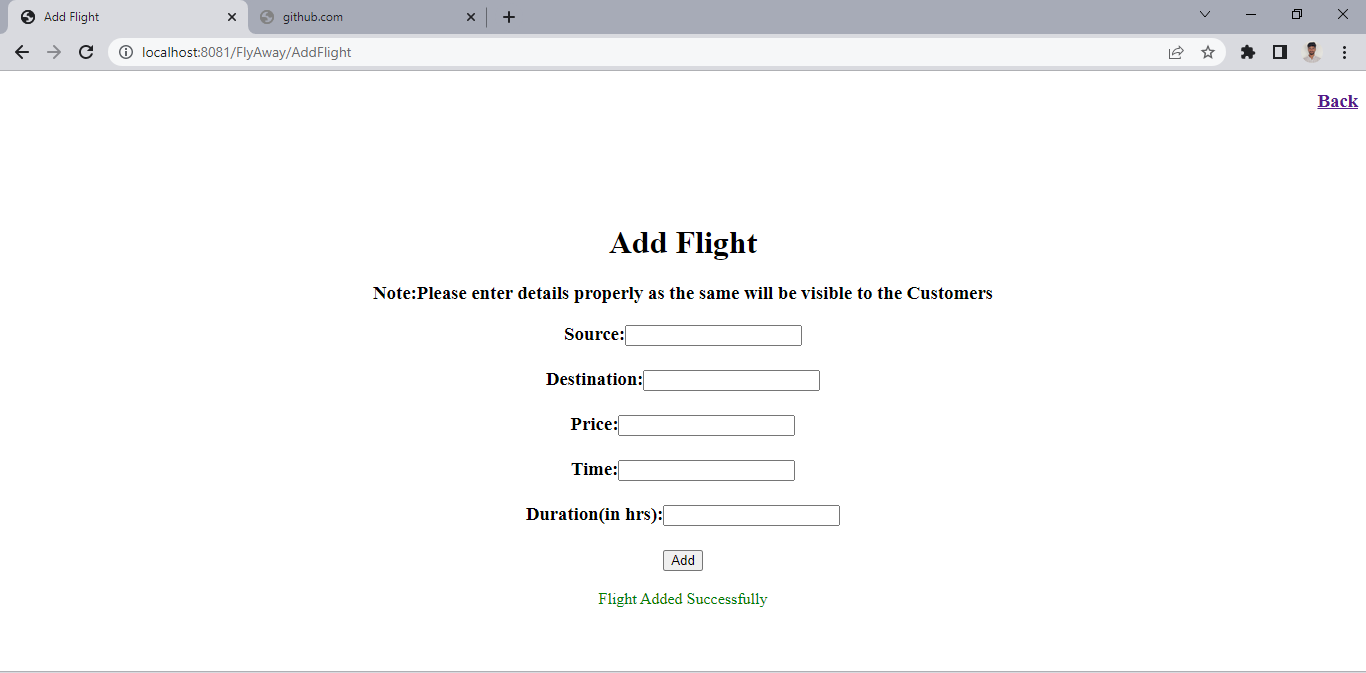 Add Flight
github.com
localhost:8081/FlyAway/AddFlight
Back
Add Flight
Note:Please enter details properly as the same will be visible to the Customers
Source:
Destination:
Price:
Time:
Duration(in hrs):
Add
Flight Added Successfully